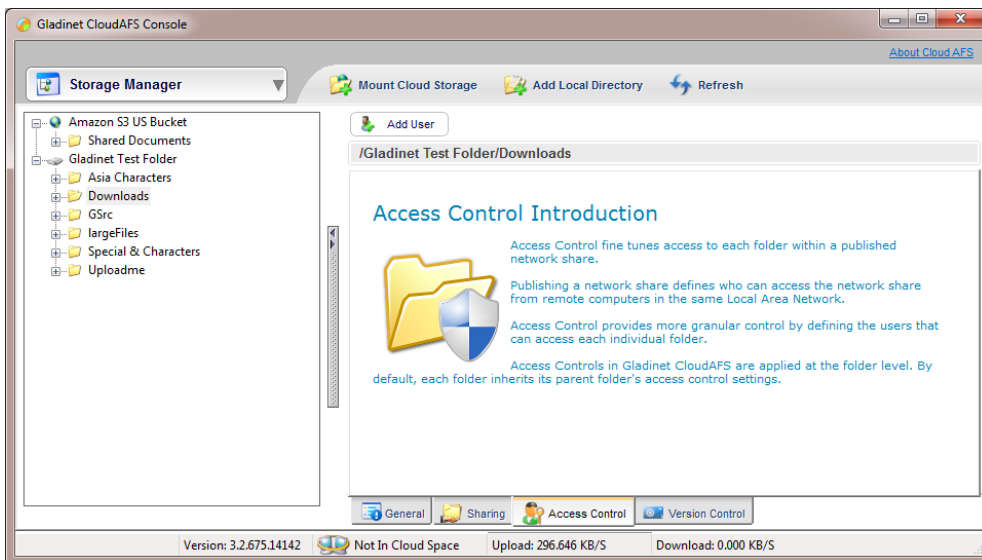 Gladinet CloudAFS Console
About Cloud AFS
Storage Manager
Mount Cloud Storage
Add Local Directory
Refresh
Amazon S3 US Bucket
Shared Documents
Gladinet Test Folder
Asia Characters
Downloads
GSrc
largeFiles
Special & Characters
Uploadme
Add User
/Gladinet Test Folder/Downloads
Access Control Introduction
Access Control fine tunes access to each folder within a published
network share.
Publishing a network share defines who can access the network share
from remote computers in the same Local Area Network.
Access Control provides more granular control by defining the users that
can access each individual folder.
Access Controls in Gladinet CloudAFS are applied at the folder level. By
default, each folder inherits its parent folder's access control settings.
General
Sharing
Access Control
Version Control
Version: 3.2.675.14142
Not In Cloud Space
Upload: 296.646 KB/S
Download: 0.000 KB/S